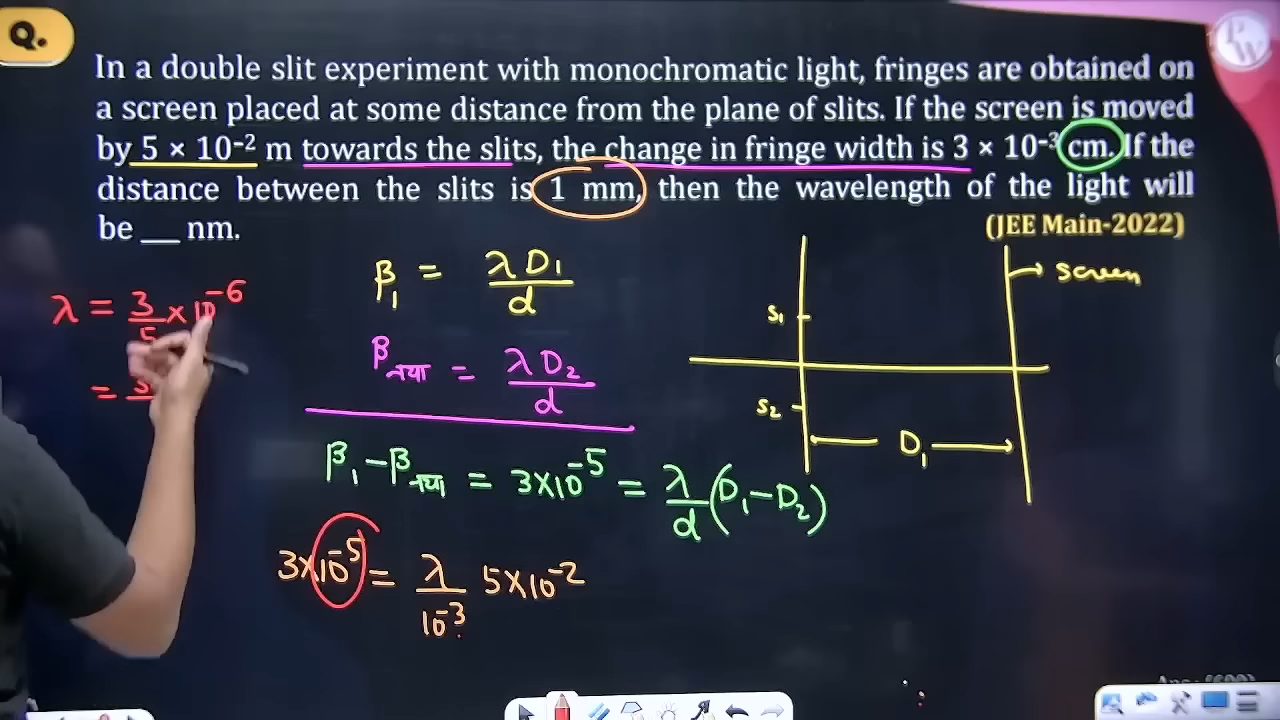 Q.
In a double slit experiment with monochromatic light, fringes are obtained on
a screen placed at some distance from the plane of slits. If the screen is moved
by 5 × 10⁻² m towards the slits, the change in fringe width is 3 × 10⁻³ cm. If the
distance between the slits is 1 mm, then the wavelength of the light will
be __ nm.
(JEE Main-2022)
PW
λ = 3/5 × 10⁻⁶
=
β₁ = λD₁/d
βनया = λD₂/d
β₁ - βनया = 3×10⁻⁵ = λ/d (D₁-D₂)
3×10⁻⁵ = λ/10⁻³ 5×10⁻²
screen
S₁
S₂
D₁